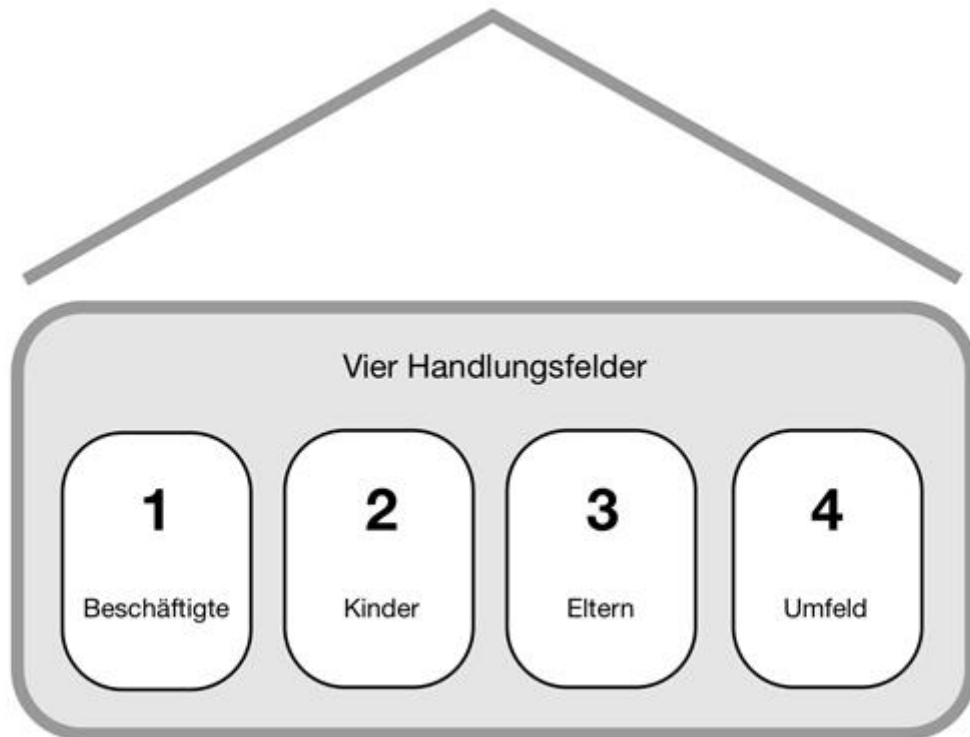 Vier Handlungsfelder
1
Beschäftigte
2
Kinder
3
Eltern
4
Umfeld